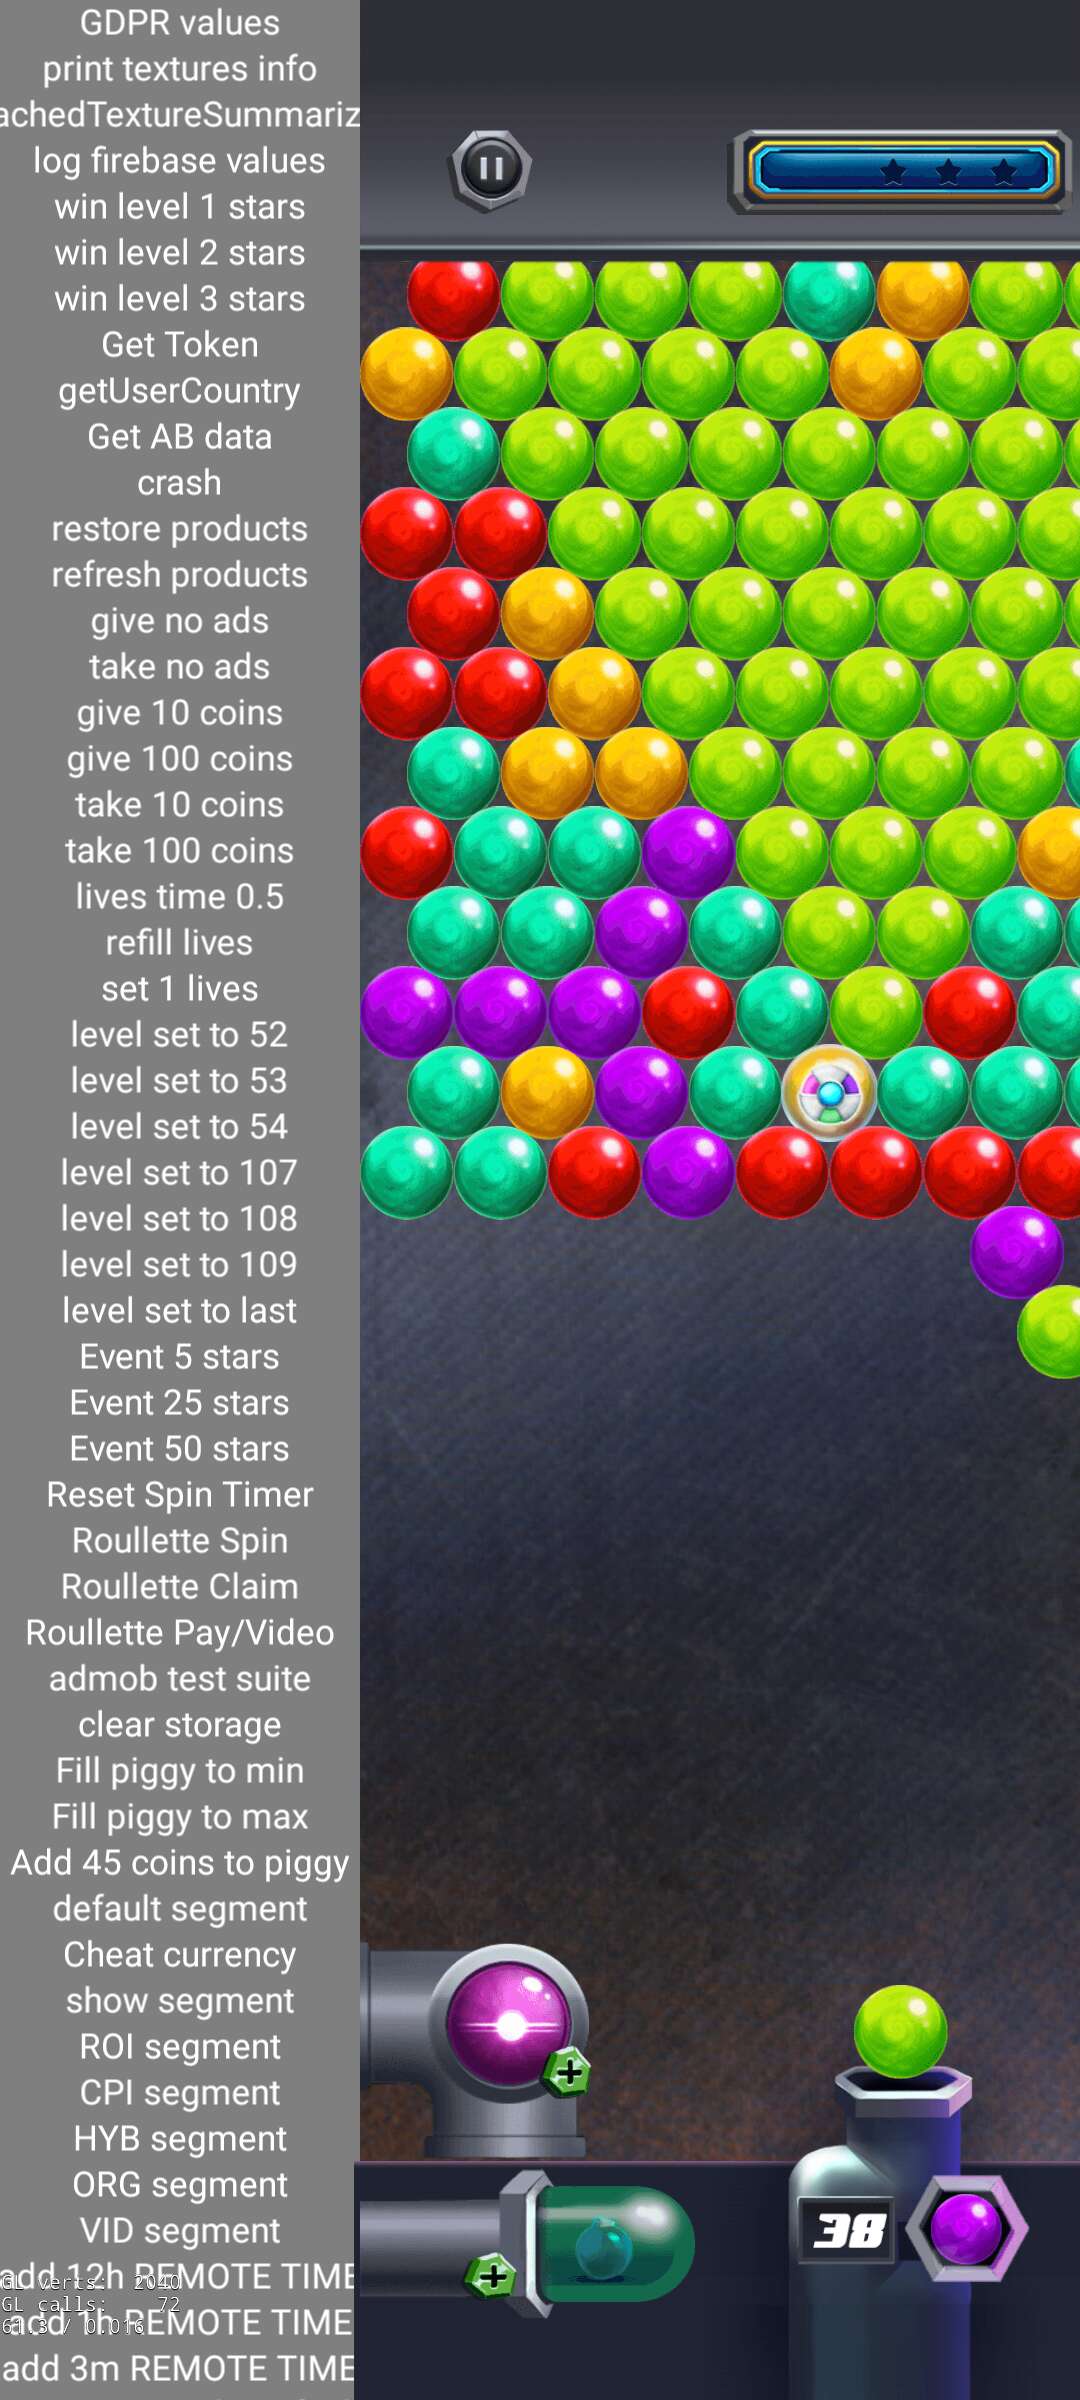 GDPR values
print textures info
achedTextureSummariz
log firebase values
win level 1 stars
win level 2 stars
win level 3 stars
Get Token
getUserCountry
Get AB data
crash
restore products
refresh products
give no ads
take no ads
give 10 coins
give 100 coins
take 10 coins
take 100 coins
lives time 0.5
refill lives
set 1 lives
level set to 52
level set to 53
level set to 54
level set to 107
level set to 108
level set to 109
level set to last
Event 5 stars
Event 25 stars
Event 50 stars
Reset Spin Timer
Roullette Spin
Roullette Claim
Roullette Pay/Video
admob test suite
clear storage
Fill piggy to min
Fill piggy to max
Add 45 coins to piggy
default segment
Cheat currency
show segment
ROI segment
CPI segment
HYB segment
ORG segment
VID segment
38
add 12h REMOTE TIME
GL verts: 2040
GL calls: 72
add 1h REMOTE TIME
61.3 / 0.016
add 3m REMOTE TIME